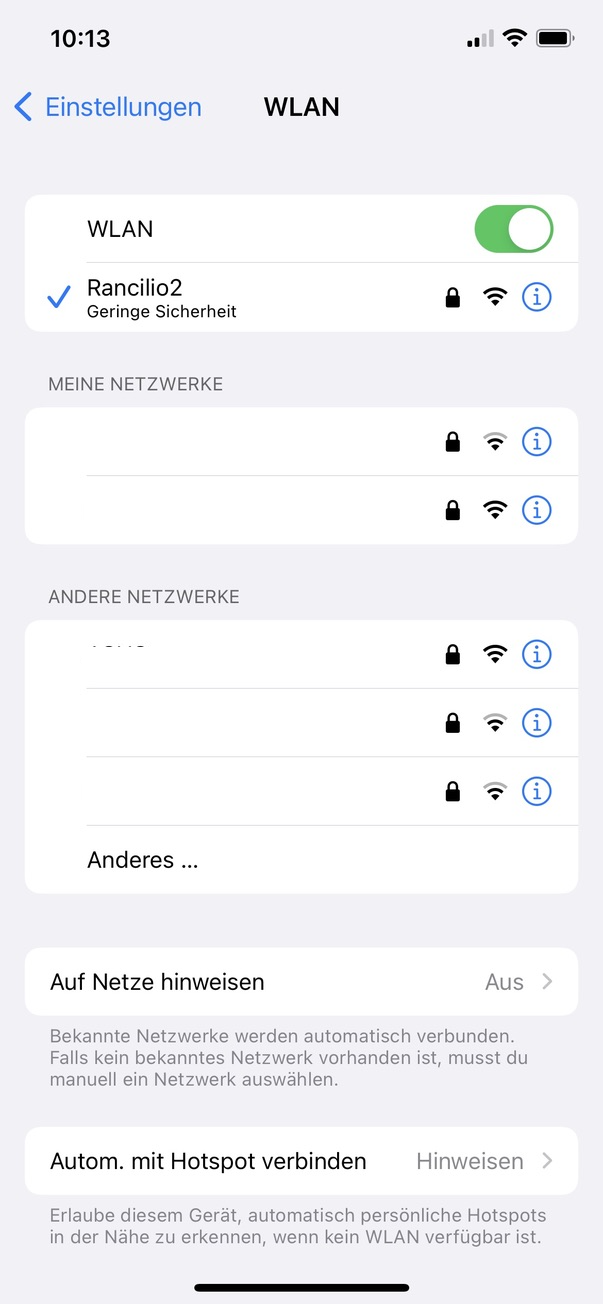 10:13
Einstellungen
WLAN
WLAN
Rancilio2
Geringe Sicherheit
MEINE NETZWERKE
ANDERE NETZWERKE
Anderes ...
Auf Netze hinweisen Aus
Bekannte Netzwerke werden automatisch verbunden.
Falls kein bekanntes Netzwerk vorhanden ist, musst du
manuell ein Netzwerk auswählen.
Autom. mit Hotspot verbinden Hinweisen
Erlaube diesem Gerät, automatisch persönliche Hotspots
in der Nähe zu erkennen, wenn kein WLAN verfügbar ist.